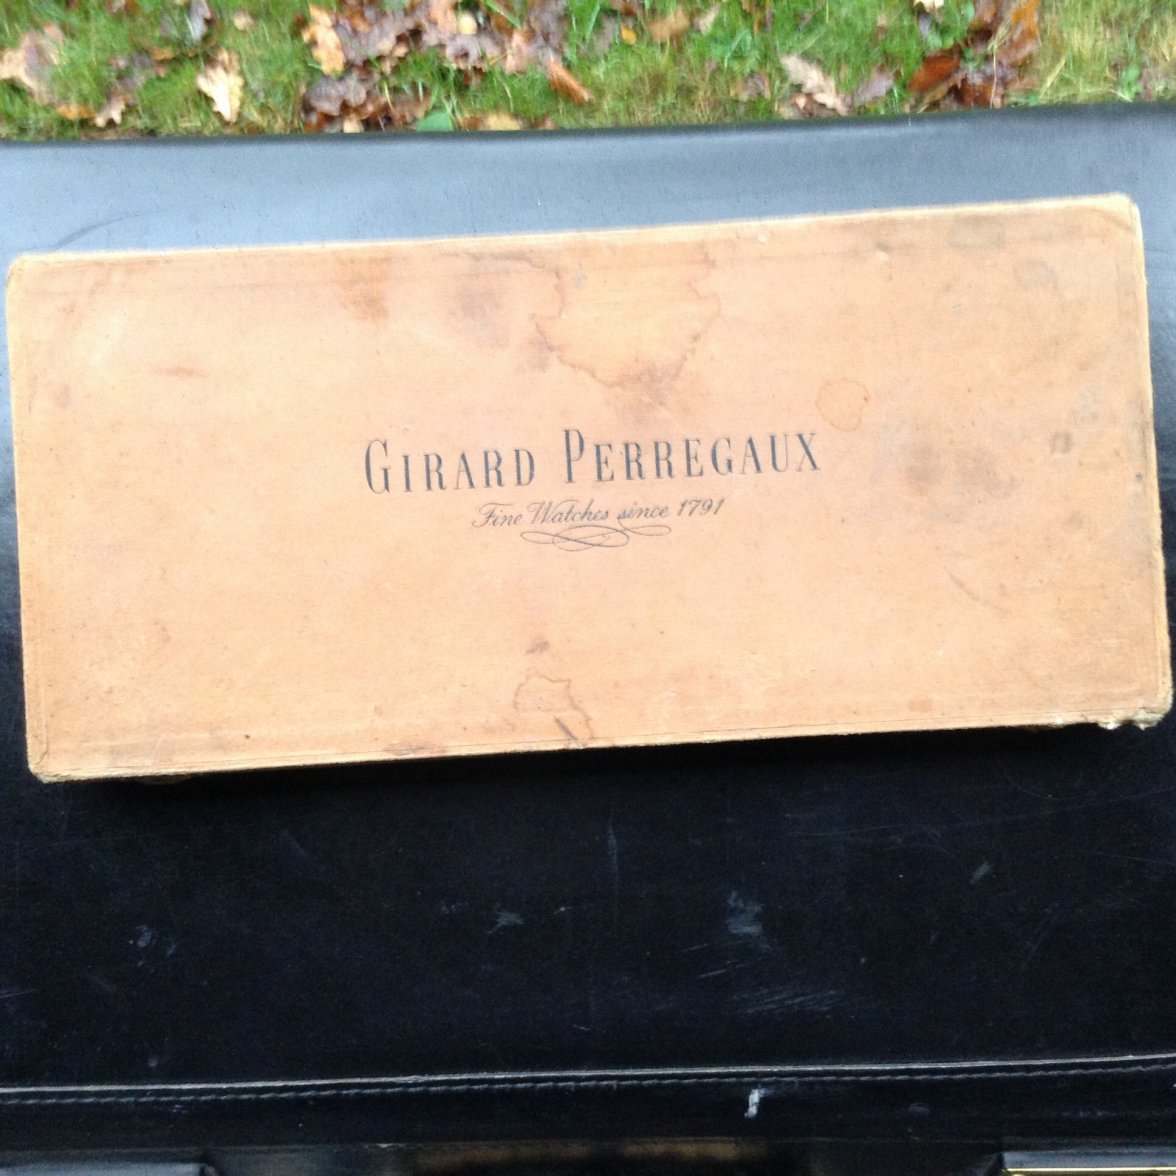 GIRARD PERREGAUX
Fine Watches since 1791